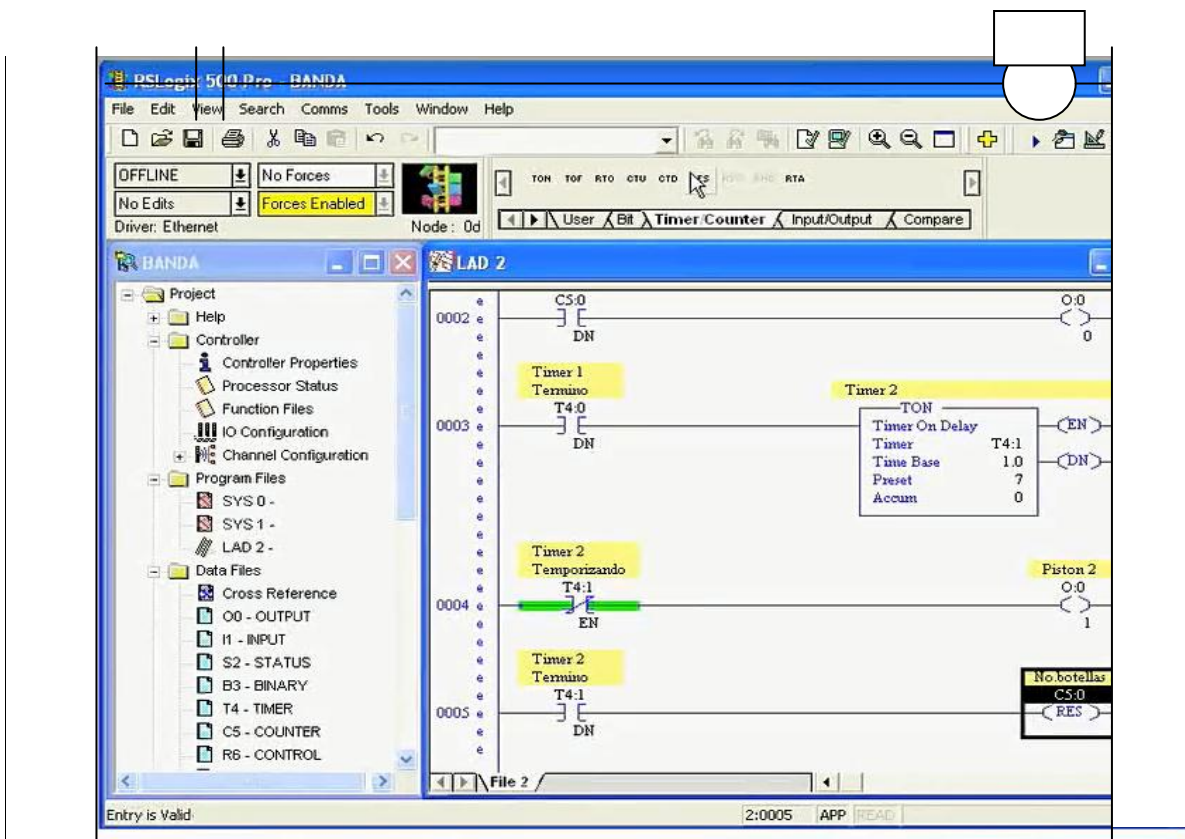 RSLogix 500 Pro - BANDA
File Edit View Search Comms Tools Window Help
OFFLINE No Forces
No Edits Forces Enabled
Driver: Ethernet Node : 0d
TON TOF RTO CTU CTD RES RTA
User Bit Timer/Counter Input/Output Compare
BANDA
Project
Help
Controller
Controller Properties
Processor Status
Function Files
IO Configuration
Channel Configuration
Program Files
SYS 0 -
SYS 1 -
LAD 2 -
Data Files
Cross Reference
O0 - OUTPUT
I1 - INPUT
S2 - STATUS
B3 - BINARY
T4 - TIMER
C5 - COUNTER
R6 - CONTROL
LAD 2
C5:0 O:0
0002
DN 0
Timer 1
Termino Timer 2
T4:0 TON
0003 Timer On Delay EN
DN Timer T4:1
Time Base 1.0 DN
Preset 7
Accum 0
Timer 2
Temporizando Piston 2
T4:1 O:0
0004
EN 1
Timer 2
Termino No.botellas
T4:1 C5:0
0005 RES
DN
e e e e e e e e e e e e e e e e e e e e e e e e e e
File 2
Entry is Valid 2:0005 APP READ